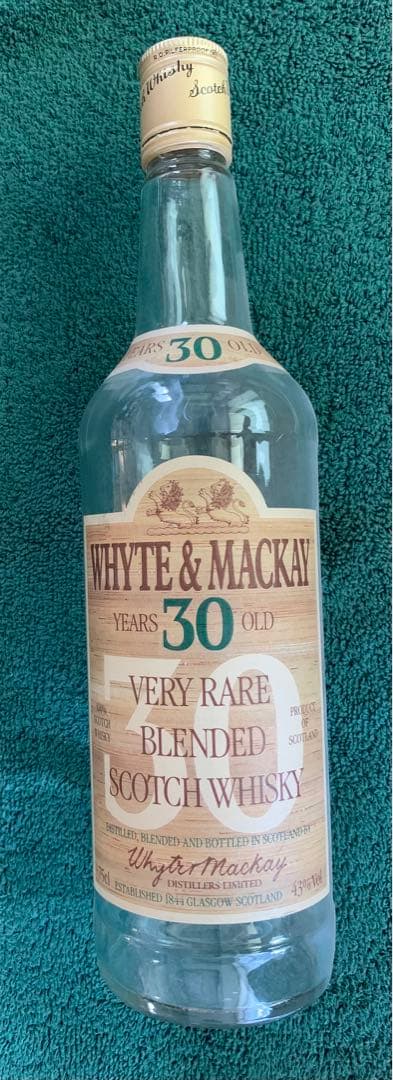 R.O. PILFERPROOF
Whisky
Scotch
YEARS 30 OLD
WHYTE & MACKAY
YEARS 30 OLD
30
VERY RARE
BLENDED
SCOTCH WHISKY
100%
SCOTCH
WHISKY
PRODUCT
OF
SCOTLAND
DISTILLED, BLENDED AND BOTTLED IN SCOTLAND BY
Whyte & Mackay
DISTILLERS LIMITED
75cl
43% Vol
ESTABLISHED 1844 GLASGOW SCOTLAND